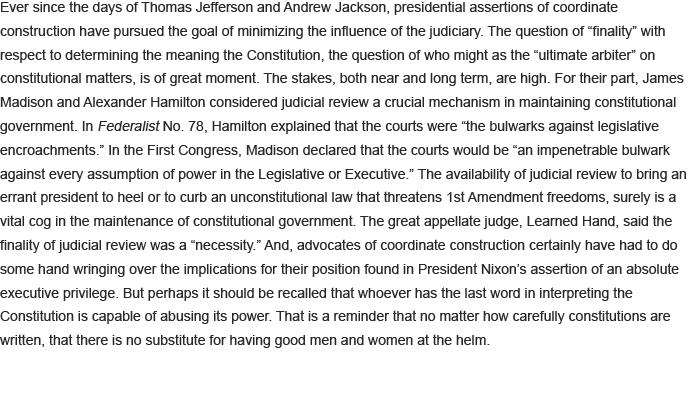 Ever since the days of Thomas Jefferson and Andrew Jackson, presidential assertions of coordinate
construction have pursued the goal of minimizing the influence of the judiciary. The question of “finality” with
respect to determining the meaning the Constitution, the question of who might as the “ultimate arbiter” on
constitutional matters, is of great moment. The stakes, both near and long term, are high. For their part, James
Madison and Alexander Hamilton considered judicial review a crucial mechanism in maintaining constitutional
government. In Federalist No. 78, Hamilton explained that the courts were “the bulwarks against legislative
encroachments.” In the First Congress, Madison declared that the courts would be “an impenetrable bulwark
against every assumption of power in the Legislative or Executive.” The availability of judicial review to bring an
errant president to heel or to curb an unconstitutional law that threatens 1st Amendment freedoms, surely is a
vital cog in the maintenance of constitutional government. The great appellate judge, Learned Hand, said the
finality of judicial review was a “necessity.” And, advocates of coordinate construction certainly have had to do
some hand wringing over the implications for their position found in President Nixon’s assertion of an absolute
executive privilege. But perhaps it should be recalled that whoever has the last word in interpreting the
Constitution is capable of abusing its power. That is a reminder that no matter how carefully constitutions are
written, that there is no substitute for having good men and women at the helm.